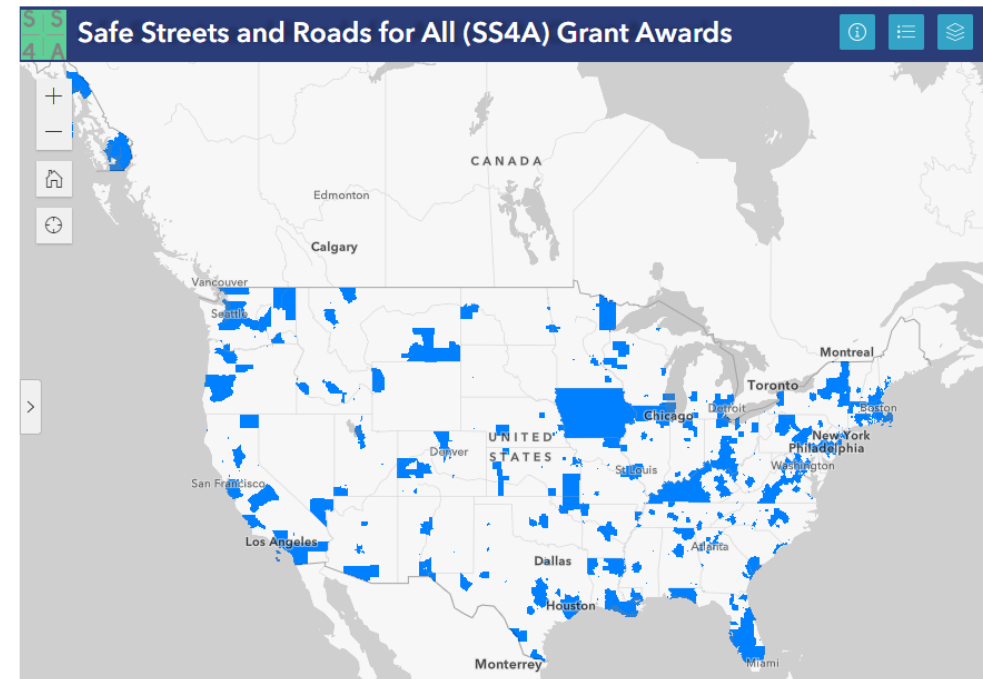 S S
4 A
Safe Streets and Roads for All (SS4A) Grant Awards
CANADA
Edmonton
Calgary
Vancouver
Seattle
Montreal
Toronto
Boston
Detroit
Chicago
New York
Philadelphia
Washington
UNITED
STATES
Denver
St Louis
San Francisco
Los Angeles
Atlanta
Dallas
Houston
Monterrey
Miami